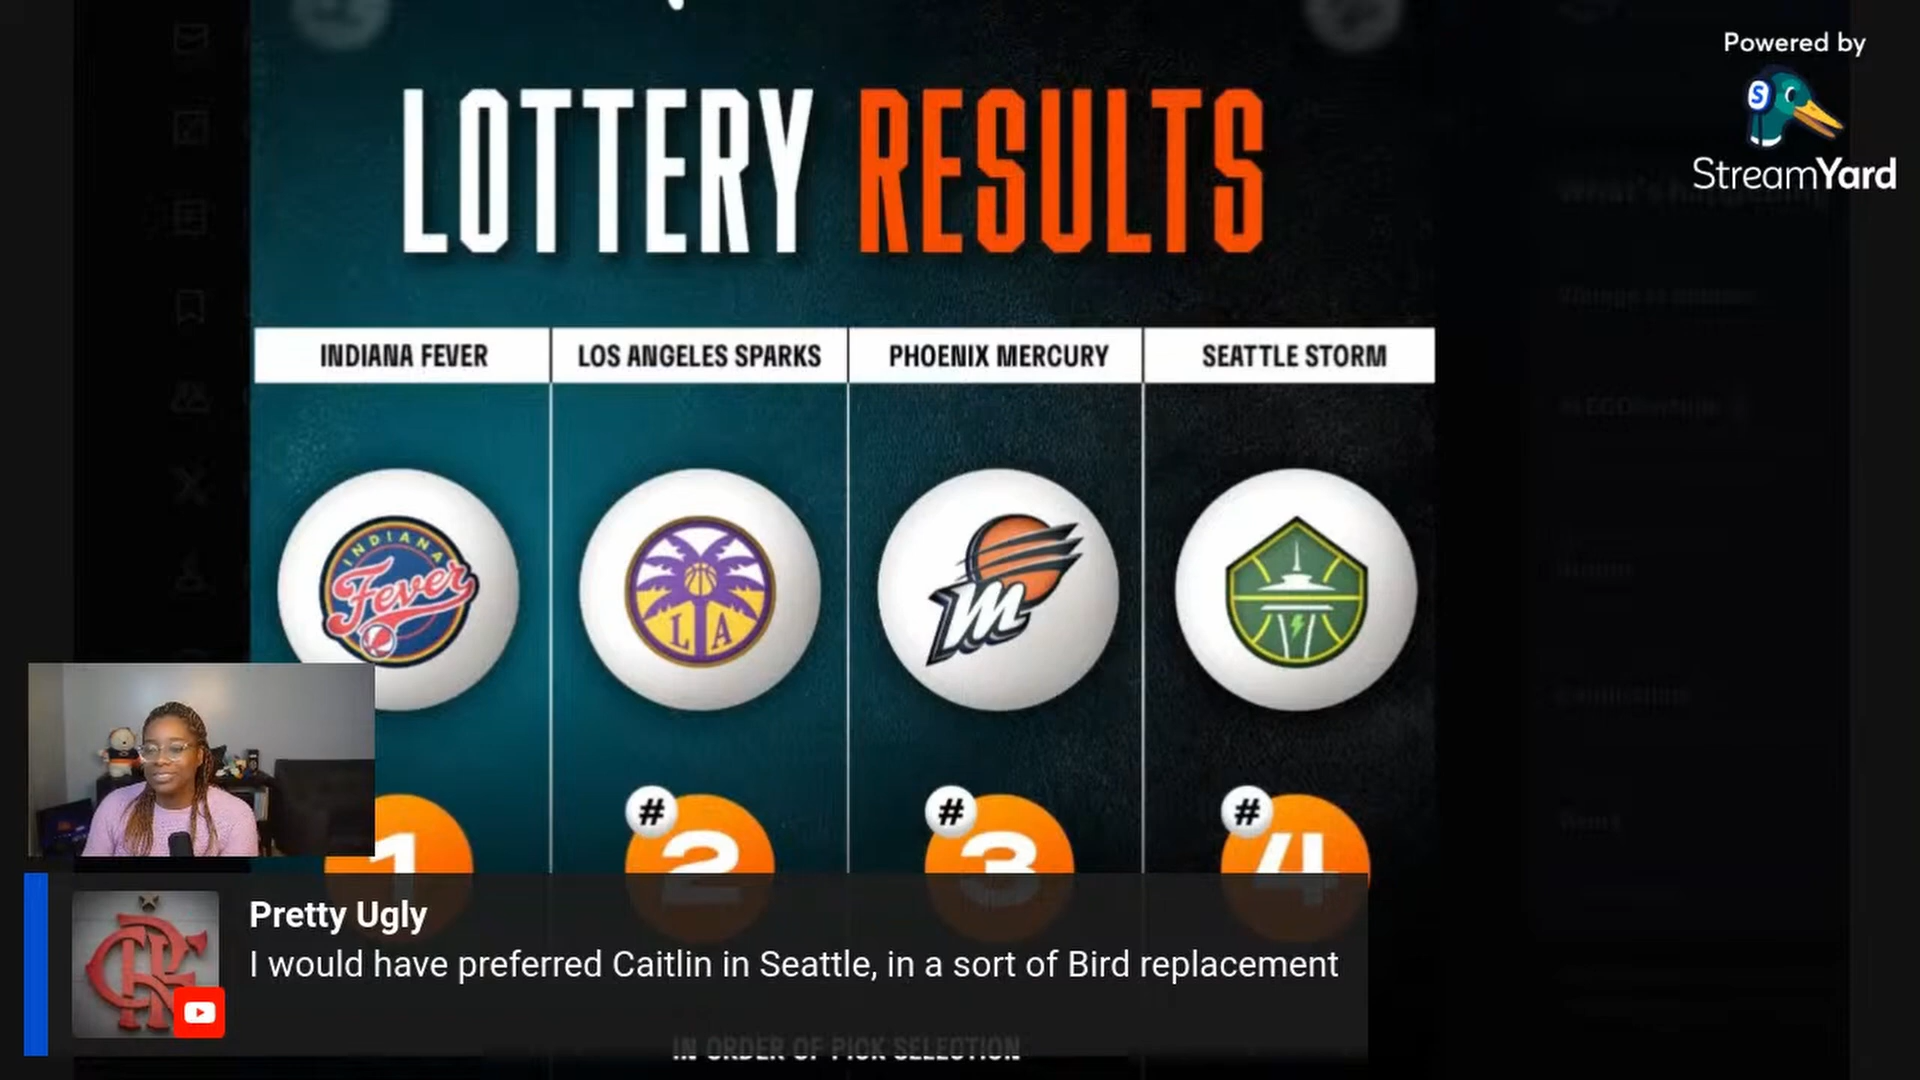 Powered by
StreamYard
LOTTERY RESULTS
INDIANA FEVER
LOS ANGELES SPARKS
PHOENIX MERCURY
SEATTLE STORM
INDIANA
Fever
L A
M
1
# 2
# 3
# 4
Pretty Ugly
I would have preferred Caitlin in Seattle, in a sort of Bird replacement
IN ORDER OF PICK SELECTION